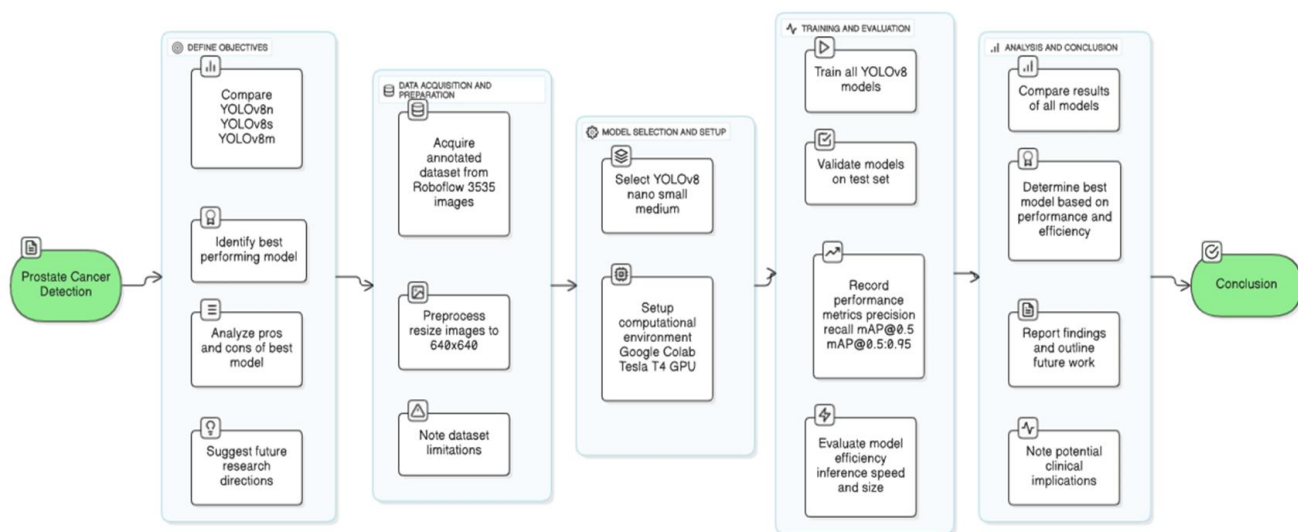 Prostate Cancer
Detection
DEFINE OBJECTIVES
Compare
YOLOv8n
YOLOv8s
YOLOv8m
Identify best
performing model
Analyze pros
and cons of best
model
Suggest future
research
directions
DATA ACQUISITION AND
PREPARATION
Acquire
annotated
dataset from
Roboflow 3535
images
Preprocess
resize images to
640x640
Note dataset
limitations
MODEL SELECTION AND SETUP
Select YOLOv8
nano small
medium
Setup
computational
environment
Google Colab
Tesla T4 GPU
TRAINING AND EVALUATION
Train all YOLOv8
models
Validate models
on test set
Record
performance
metrics precision
recall mAP@0.5
mAP@0.5:0.95
Evaluate model
efficiency
inference speed
and size
ANALYSIS AND CONCLUSION
Compare results
of all models
Determine best
model based on
performance and
efficiency
Report findings
and outline
future work
Note potential
clinical
implications
Conclusion